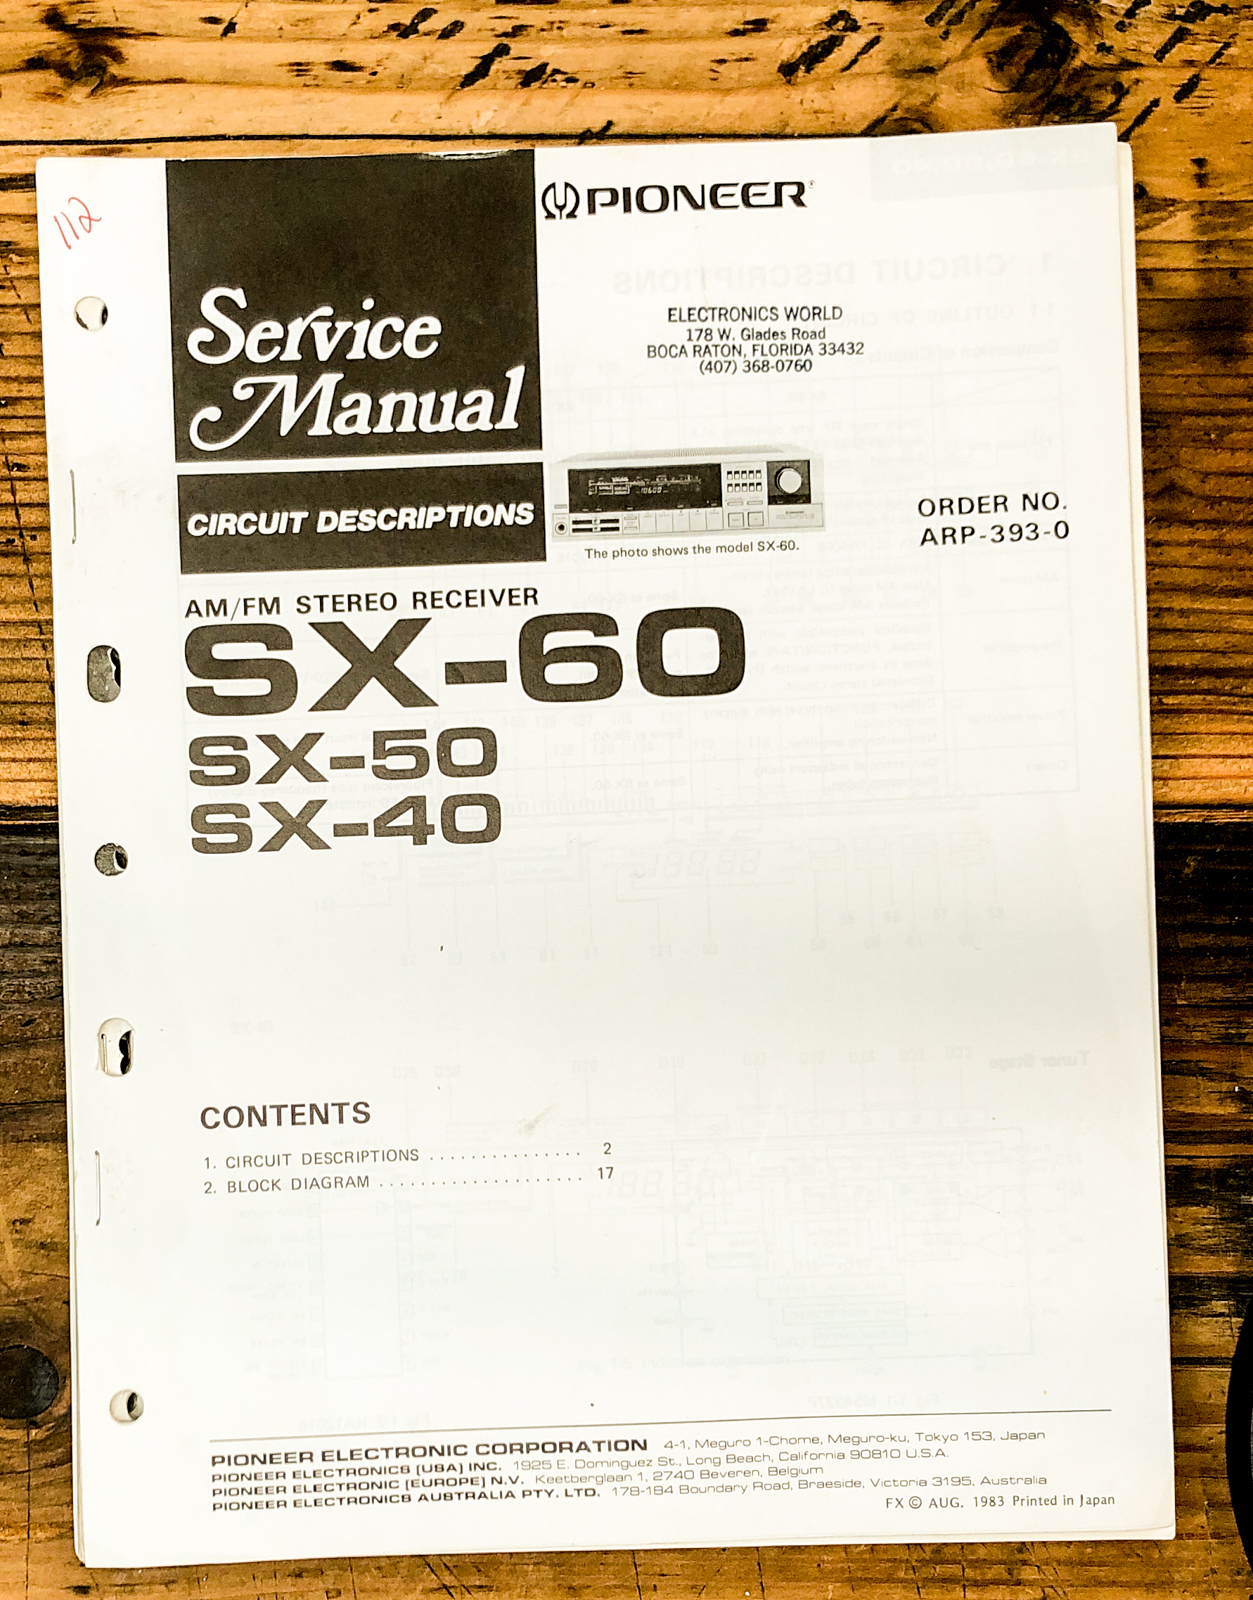 112
PIONEER
Service
Manual
ELECTRONICS WORLD
178 W. Glades Road
BOCA RATON, FLORIDA 33432
(407) 368-0760
CIRCUIT DESCRIPTIONS
The photo shows the model SX-60.
ORDER NO.
ARP-393-0
AM/FM STEREO RECEIVER
SX-60
SX-50
SX-40
CONTENTS
1. CIRCUIT DESCRIPTIONS . . . . . . . . . . . . . . . 2
2. BLOCK DIAGRAM . . . . . . . . . . . . . . . . . . . . 17
PIONEER ELECTRONIC CORPORATION 4-1, Meguro 1-Chome, Meguro-ku, Tokyo 153, Japan
PIONEER ELECTRONICS (USA) INC. 1925 E. Dominguez St., Long Beach, California 90810 U.S.A.
PIONEER ELECTRONIC (EUROPE) N.V. Keetberglaan 1, 2740 Beveren, Belgium
PIONEER ELECTRONICS AUSTRALIA PTY. LTD. 178-184 Boundary Road, Braeside, Victoria 3195, Australia
FX © AUG. 1983 Printed in Japan